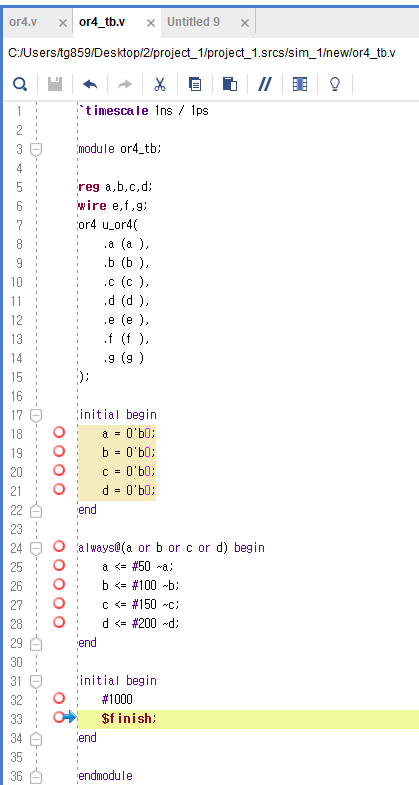 or4.v × or4_tb.v × Untitled 9 ×
C:/Users/tg859/Desktop/2/project_1/project_1.srcs/sim_1/new/or4_tb.v
1 `timescale 1ns / 1ps
2
3 module or4_tb;
4
5 reg a,b,c,d;
6 wire e,f,g;
7 or4 u_or4(
8 .a (a ),
9 .b (b ),
10 .c (c ),
11 .d (d ),
12 .e (e ),
13 .f (f ),
14 .g (g )
15 );
16
17 initial begin
18 a = 0'b0;
19 b = 0'b0;
20 c = 0'b0;
21 d = 0'b0;
22 end
23
24 always@(a or b or c or d) begin
25 a <= #50 ~a;
26 b <= #100 ~b;
27 c <= #150 ~c;
28 d <= #200 ~d;
29 end
30
31 initial begin
32 #1000
33 $finish;
34 end
35
36 endmodule